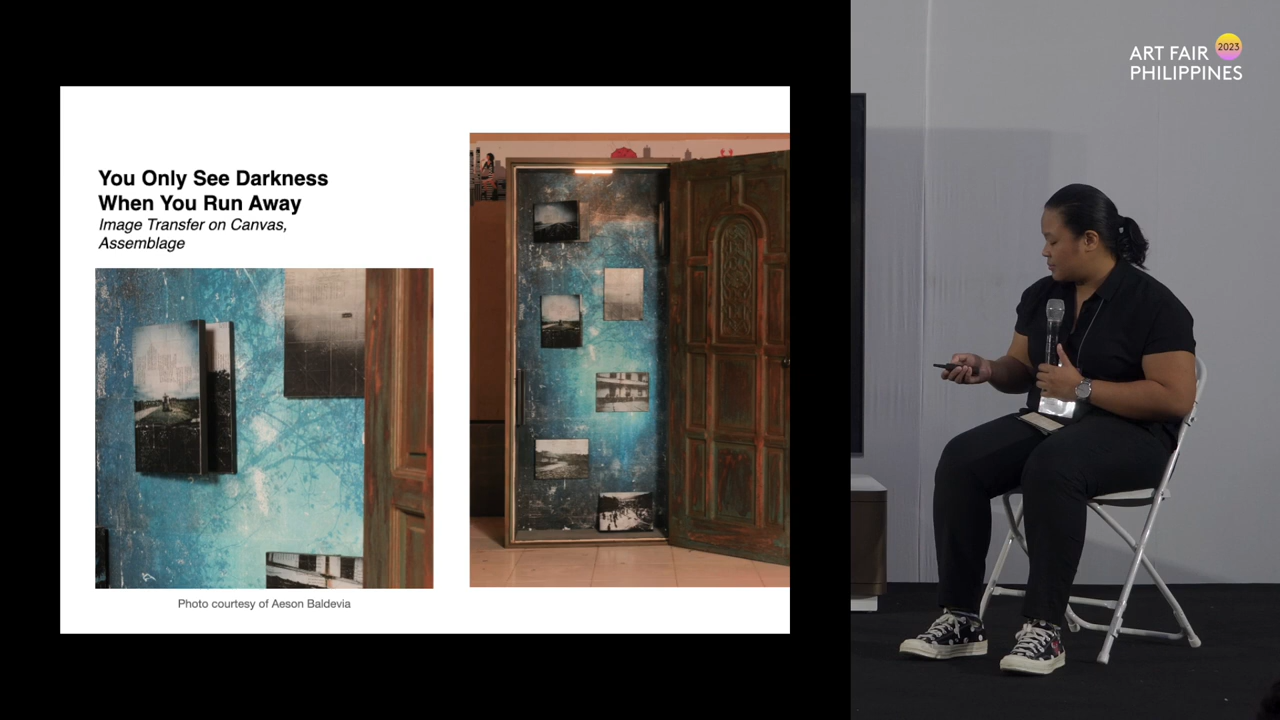 You Only See Darkness
When You Run Away
Image Transfer on Canvas,
Assemblage
Photo courtesy of Aeson Baldevia
ART FAIR 2023
PHILIPPINES